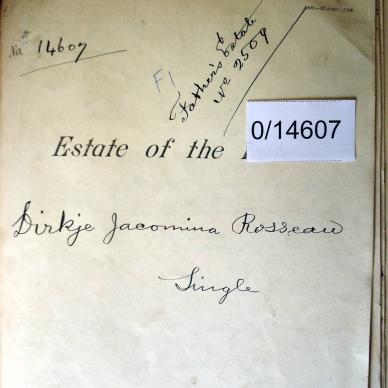 No. 14607
F1
Father's Estate
No 2509
0/14607
Estate of the
Dirkje Jacomina Rosseau
Single